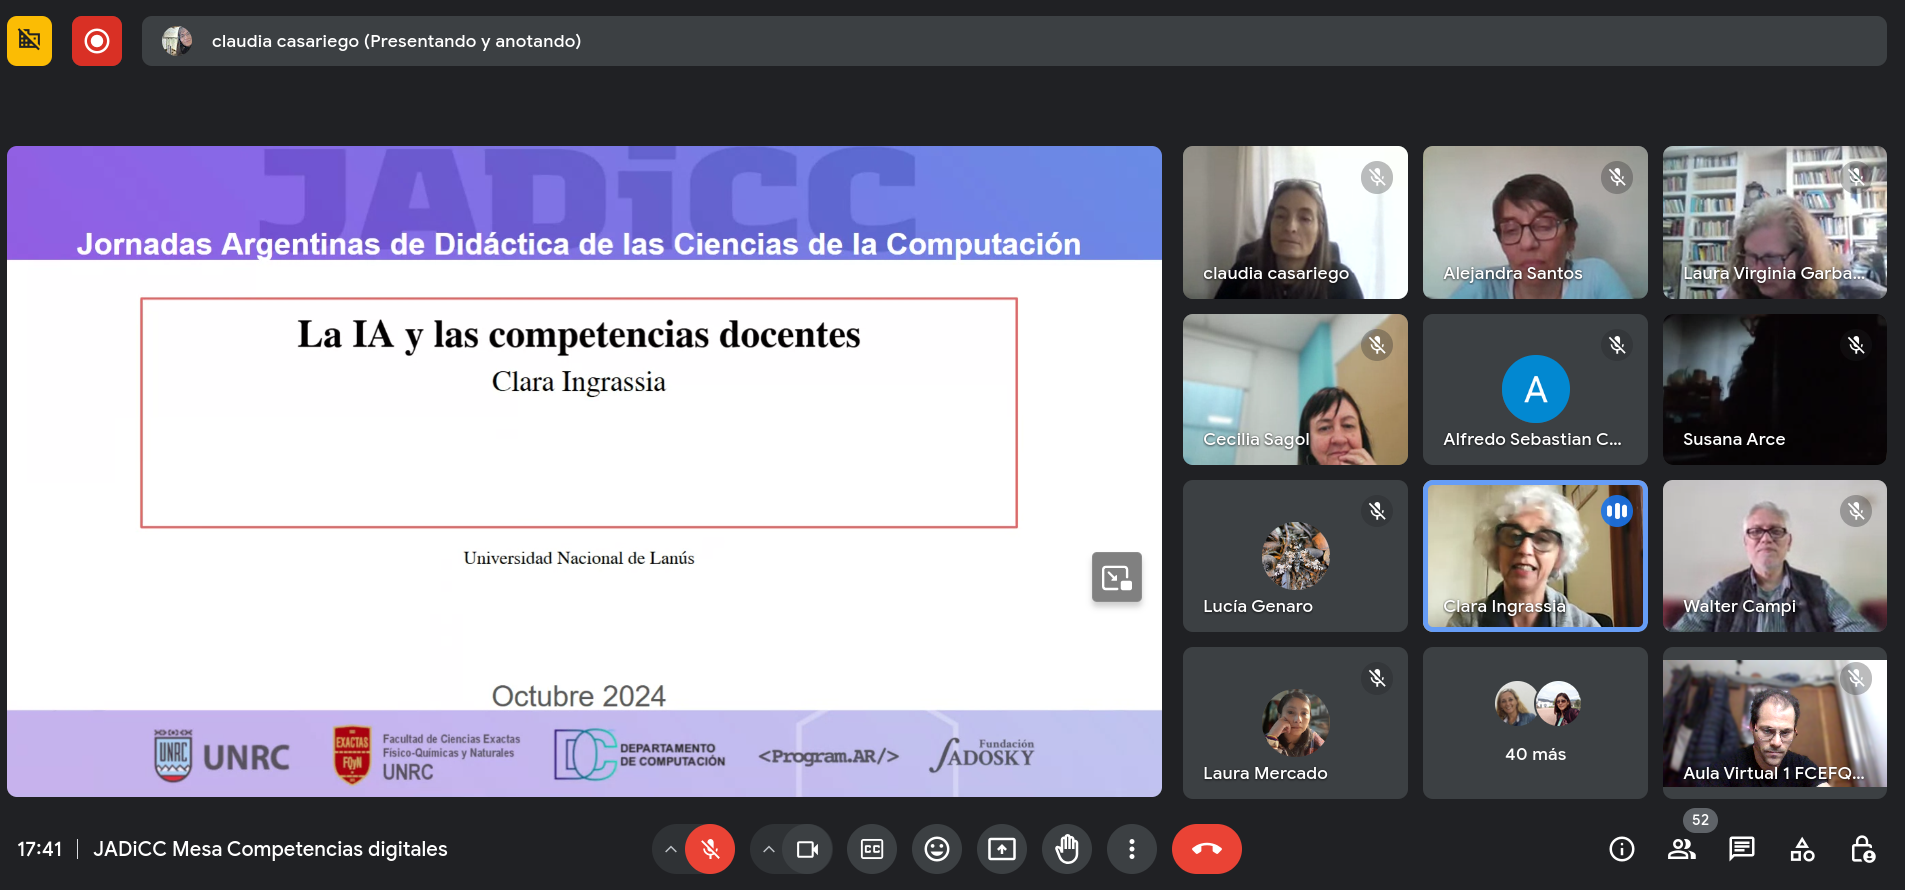 claudia casariego (Presentando y anotando)
JADiCC
Jornadas Argentinas de Didáctica de las Ciencias de la Computación
La IA y las competencias docentes
Clara Ingrassia
Universidad Nacional de Lanús
Octubre 2024
UNRC
UNRC
EXACTAS
FQyN
Facultad de Ciencias Exactas
Físico-Químicas y Naturales
UNRC
DC
DEPARTAMENTO
DE COMPUTACIÓN
<Program.AR/>
Fundación
SADOSKY
claudia casariego
Alejandra Santos
Laura Virginia Garba...
Cecilia Sagol
A
Alfredo Sebastian C...
Susana Arce
Lucía Genaro
Clara Ingrassia
Walter Campi
Laura Mercado
40 más
Aula Virtual 1 FCEFQ...
17:41
JADiCC Mesa Competencias digitales
CC
52